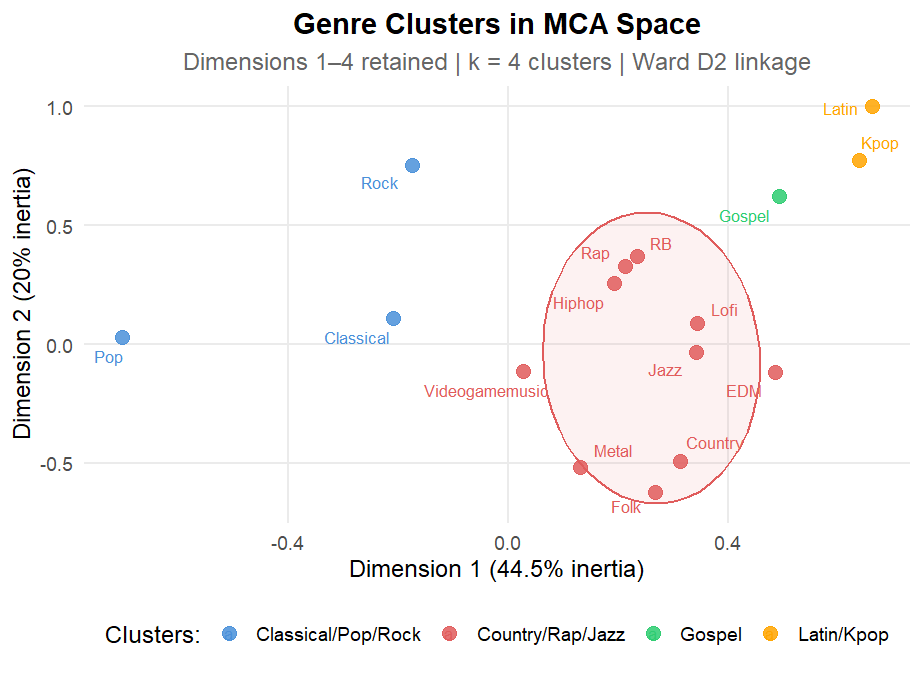 Genre Clusters in MCA Space
Dimensions 1–4 retained | k = 4 clusters | Ward D2 linkage
Dimension 2 (20% inertia)
1.0
0.5
0.0
-0.5
Latin
Kpop
Rock
Gospel
RB
Rap
Hiphop
Lofi
Classical
Pop
Jazz
Videogamemusic
EDM
Country
Metal
Folk
-0.4
0.0
0.4
Dimension 1 (44.5% inertia)
Clusters: Classical/Pop/Rock Country/Rap/Jazz Gospel Latin/Kpop